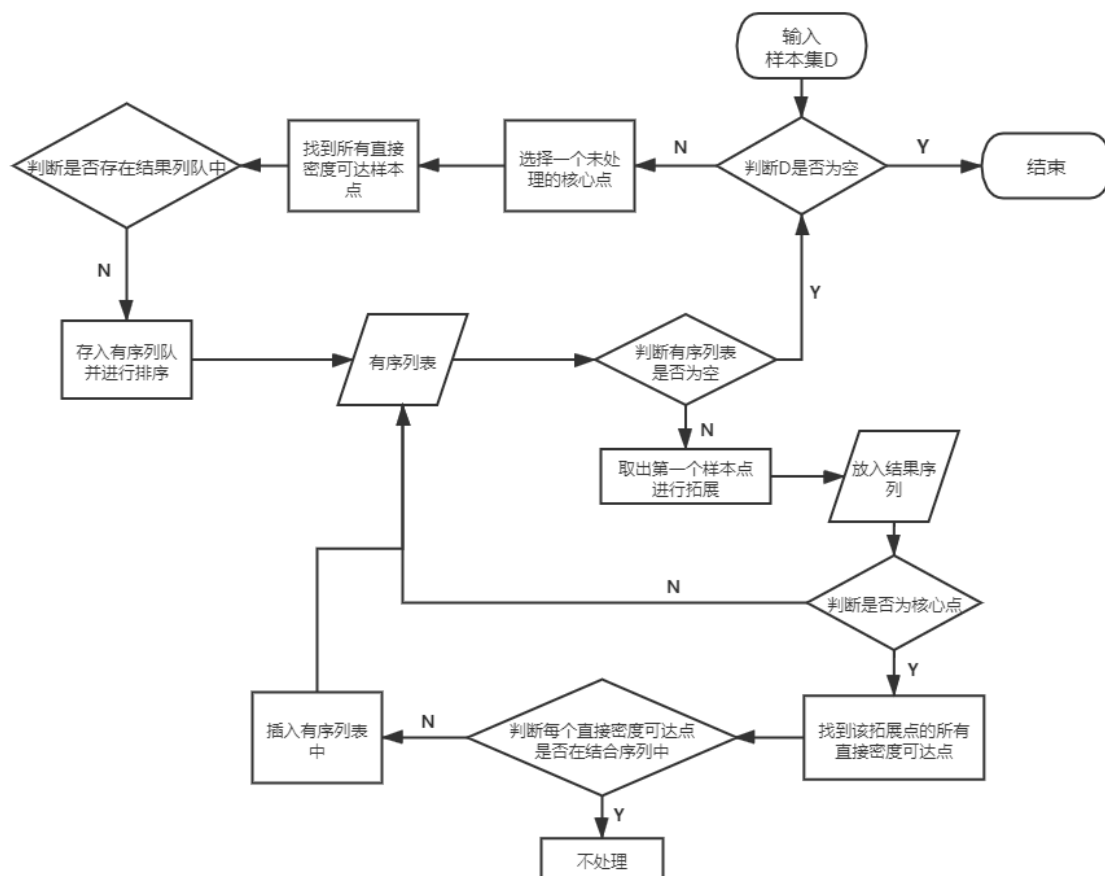 输入
样本集D
判断D是否为空
Y
结束
N
选择一个未处
理的核心点
找到所有直接
密度可达样本
点
判断是否存在结果列队中
N
存入有序列队
并进行排序
有序列表
判断有序列表
是否为空
Y
N
取出第一个样本点
进行拓展
放入结果序
列
判断是否为核心点
N
Y
找到该拓展点的所有
直接密度可达点
判断每个直接密度可达点
是否在结合序列中
N
插入有序列表
中
Y
不处理